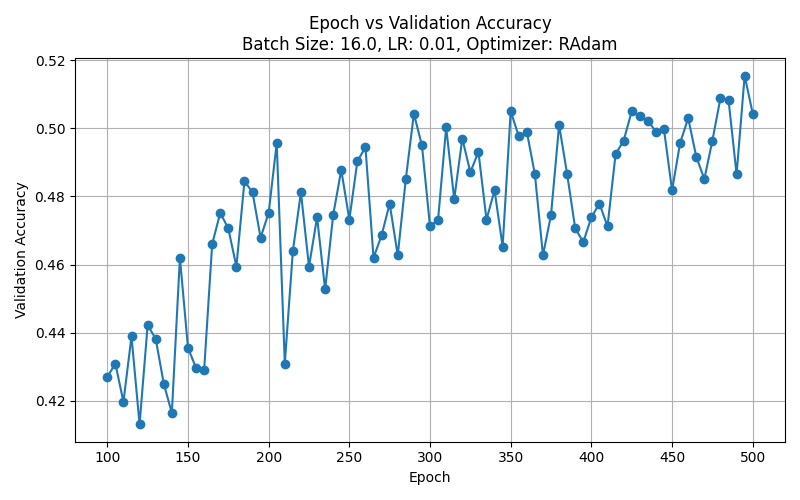 Epoch vs Validation Accuracy
Batch Size: 16.0, LR: 0.01, Optimizer: RAdam
0.52
0.50
0.48
0.46
0.44
0.42
Validation Accuracy
100 150 200 250 300 350 400 450 500
Epoch